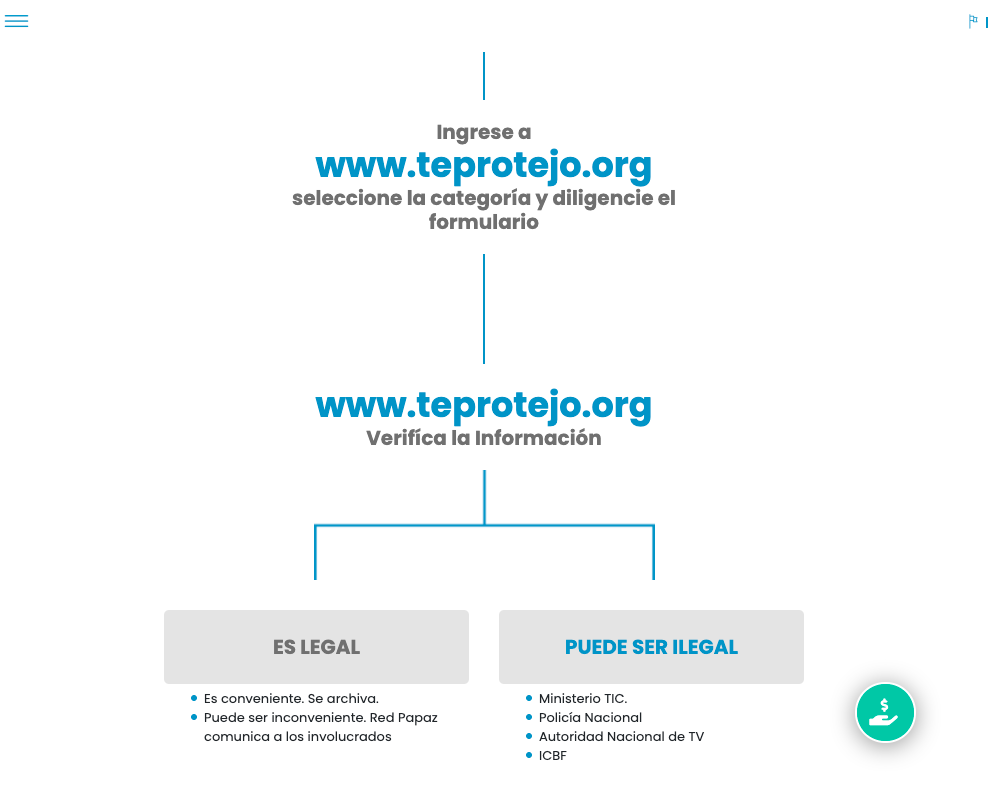 Ingrese a
www.teprotejo.org
seleccione la categoría y diligencie el
formulario
www.teprotejo.org
Verifíca la Información
ES LEGAL
Es conveniente. Se archiva.
Puede ser inconveniente. Red Papaz
comunica a los involucrados
PUEDE SER ILEGAL
Ministerio TIC.
Policía Nacional
Autoridad Nacional de TV
ICBF